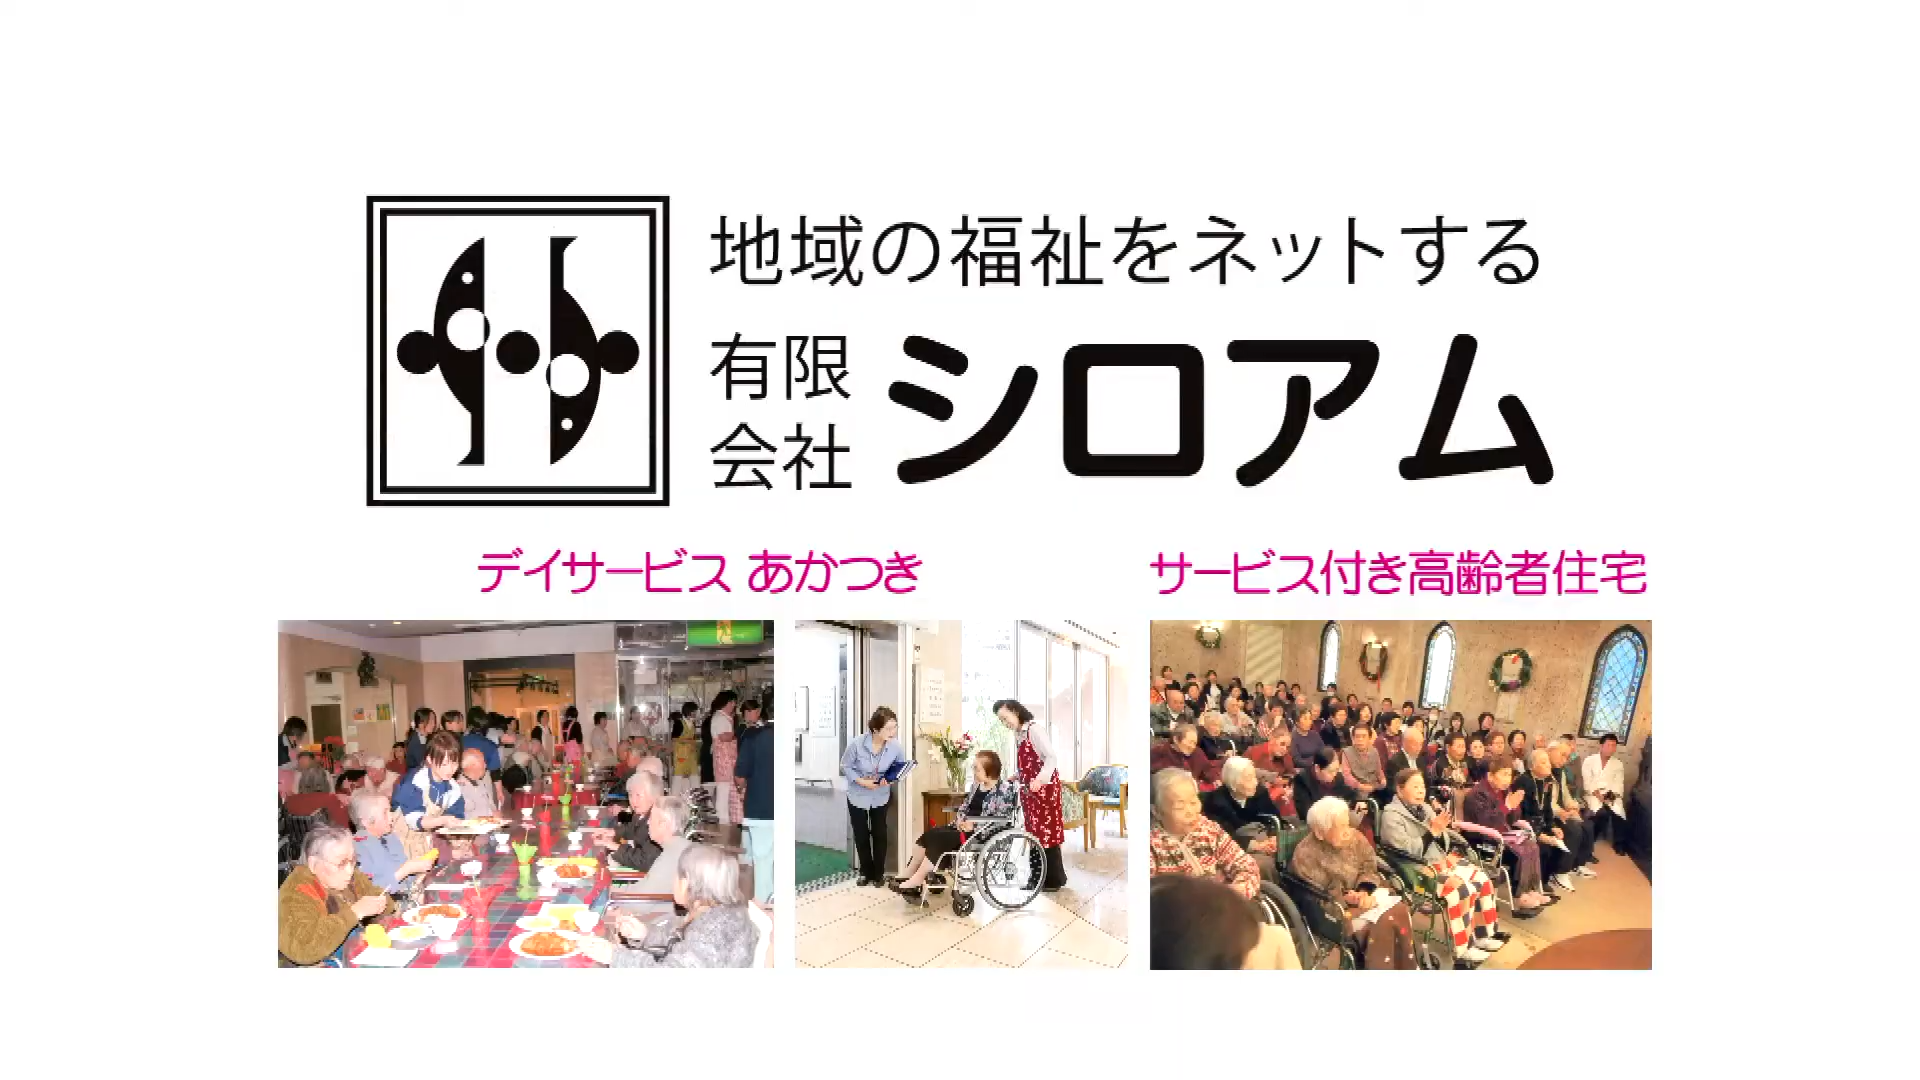 地域の福祉をネットする
有限
会社
シロアム
デイサービス あかつき
サービス付き高齢者住宅